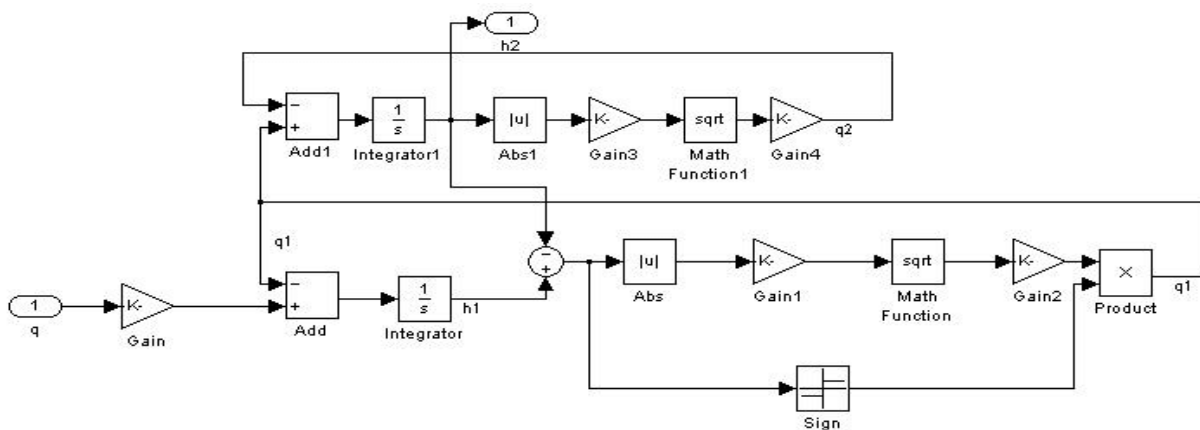 1
h2
−
+
Add1
1
s
Integrator1
|u|
Abs1
K-
Gain3
sqrt
Math
Function1
K-
Gain4
q2
q1
1
q
K-
Gain
−
+
Add
1
s
Integrator
h1
−
+
|u|
Abs
K-
Gain1
sqrt
Math
Function
K-
Gain2
×
Product
q1
Sign